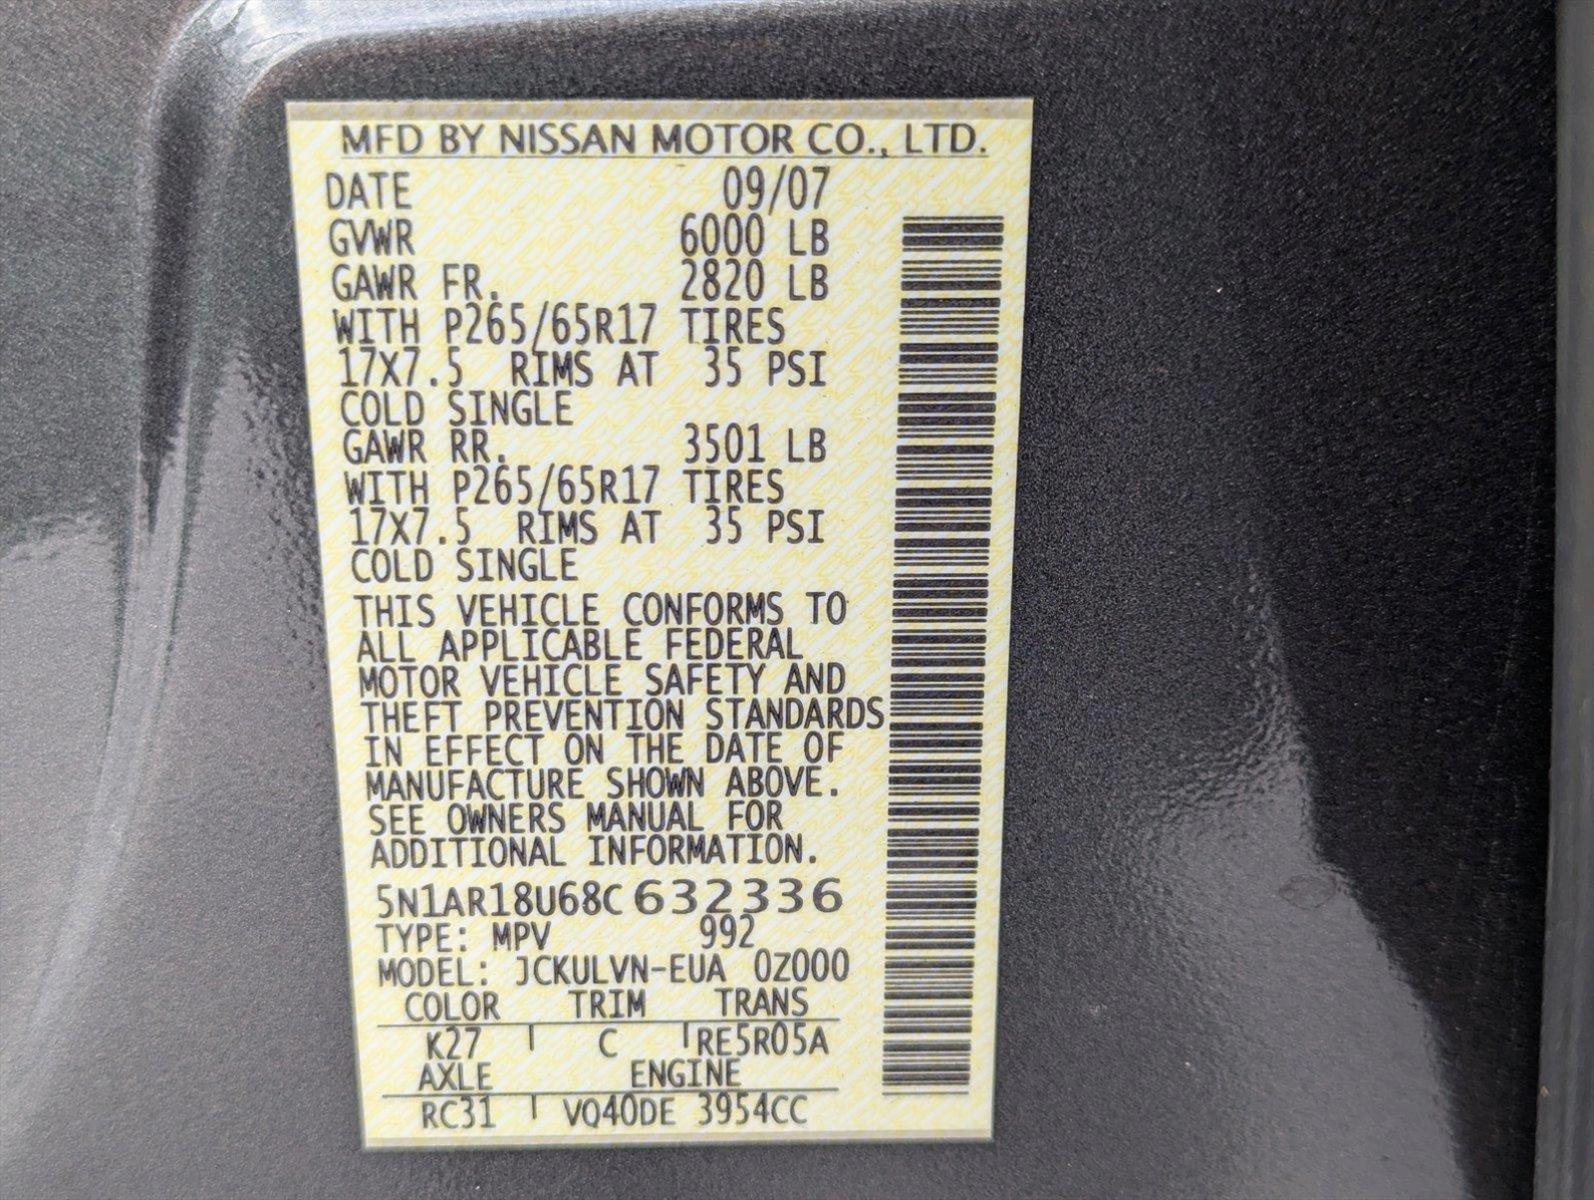 MFD BY NISSAN MOTOR CO., LTD.
DATE 09/07
GVWR 6000 LB
GAWR FR. 2820 LB
WITH P265/65R17 TIRES
17X7.5 RIMS AT 35 PSI
COLD SINGLE
GAWR RR. 3501 LB
WITH P265/65R17 TIRES
17X7.5 RIMS AT 35 PSI
COLD SINGLE
THIS VEHICLE CONFORMS TO
ALL APPLICABLE FEDERAL
MOTOR VEHICLE SAFETY AND
THEFT PREVENTION STANDARDS
IN EFFECT ON THE DATE OF
MANUFACTURE SHOWN ABOVE.
SEE OWNERS MANUAL FOR
ADDITIONAL INFORMATION.
5N1AR18U68C632336
TYPE: MPV 992
MODEL: JCKULVN-EUA 0Z000
COLOR TRIM TRANS
K27 C RE5R05A
AXLE ENGINE
RC31 VQ40DE 3954CC